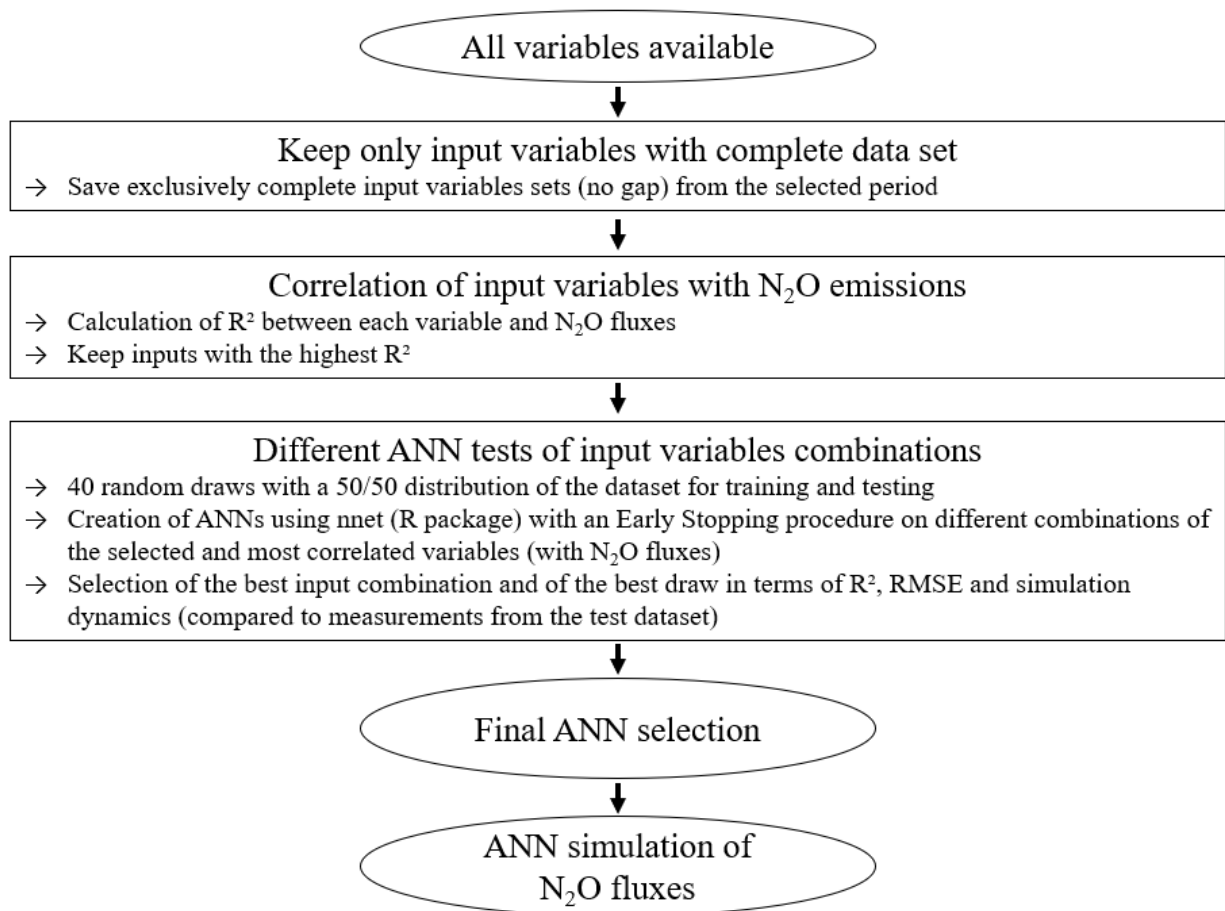 All variables available
Keep only input variables with complete data set
→ Save exclusively complete input variables sets (no gap) from the selected period
Correlation of input variables with N₂O emissions
→ Calculation of R² between each variable and N₂O fluxes
→ Keep inputs with the highest R²
Different ANN tests of input variables combinations
→ 40 random draws with a 50/50 distribution of the dataset for training and testing
→ Creation of ANNs using nnet (R package) with an Early Stopping procedure on different combinations of
the selected and most correlated variables (with N₂O fluxes)
→ Selection of the best input combination and of the best draw in terms of R², RMSE and simulation
dynamics (compared to measurements from the test dataset)
Final ANN selection
ANN simulation of
N₂O fluxes